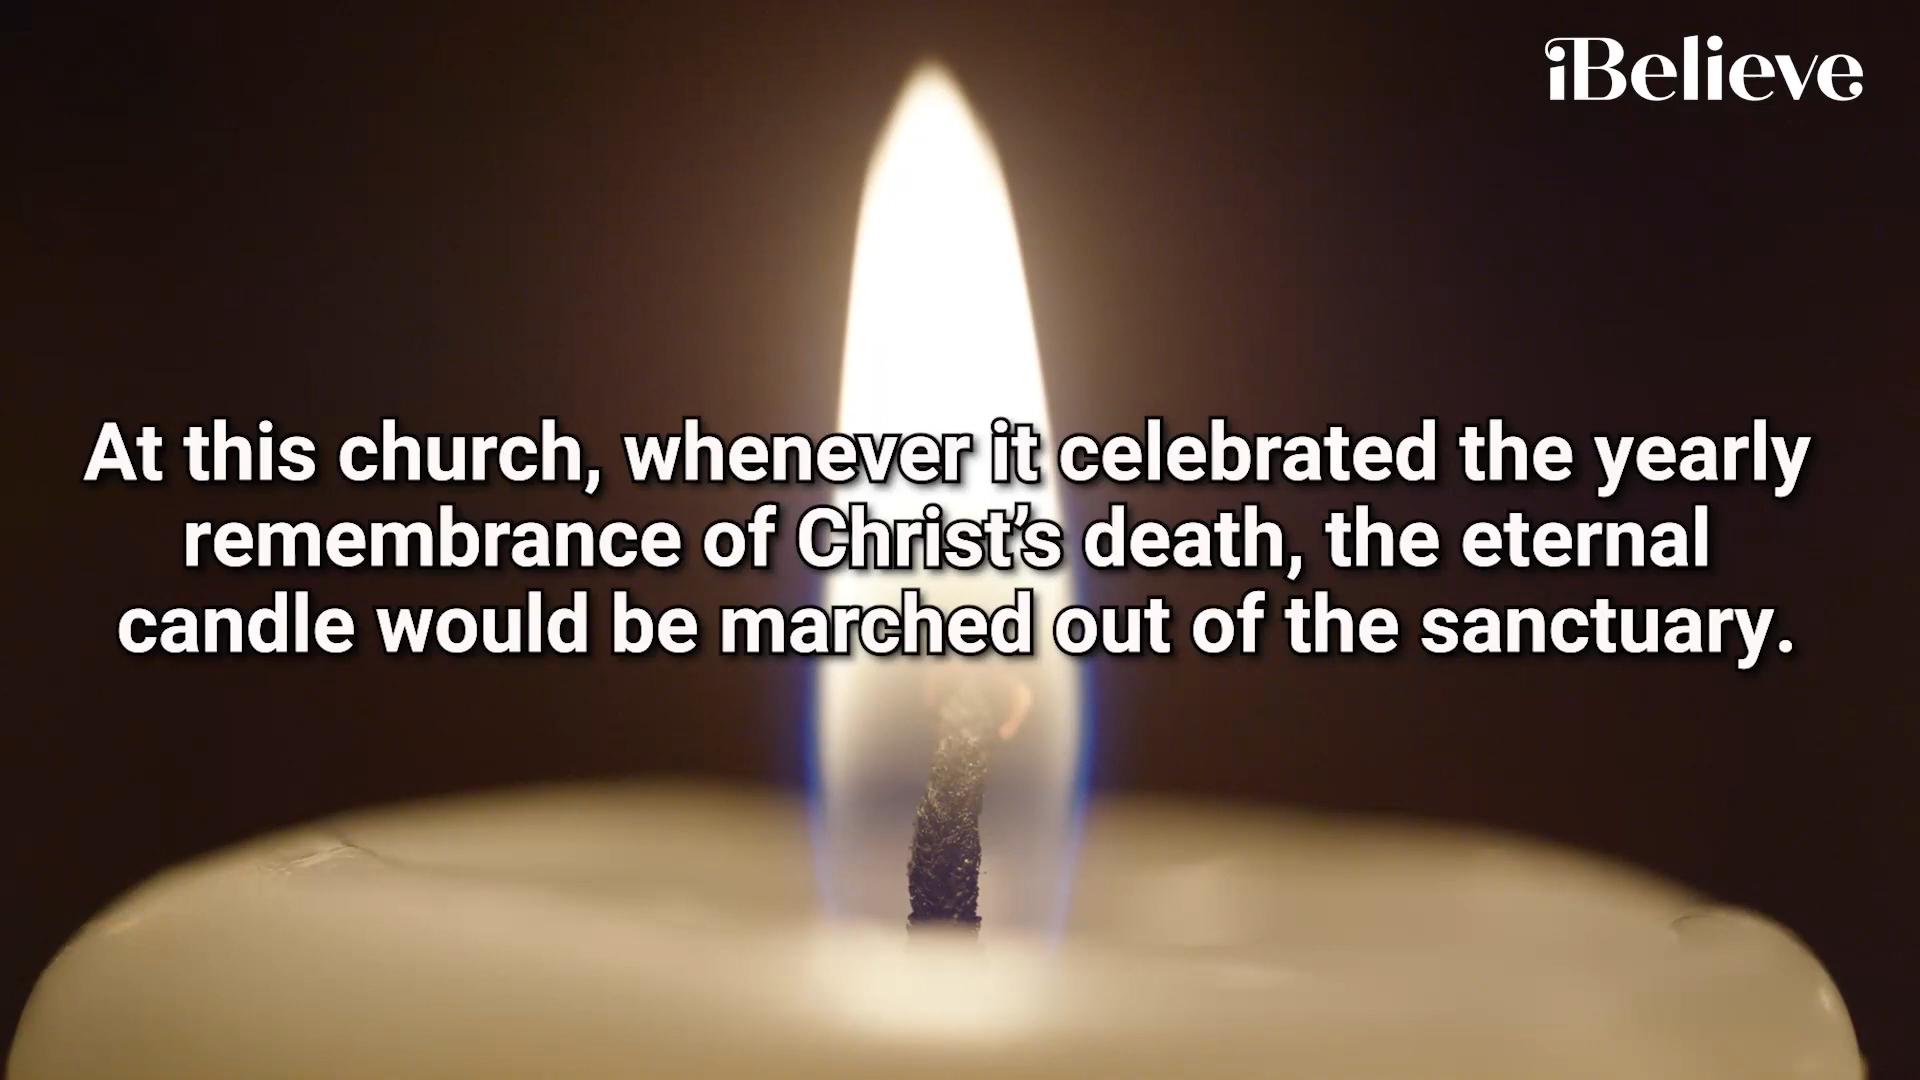 iBelieve
At this church, whenever it celebrated the yearly
remembrance of Christ's death, the eternal
candle would be marched out of the sanctuary.